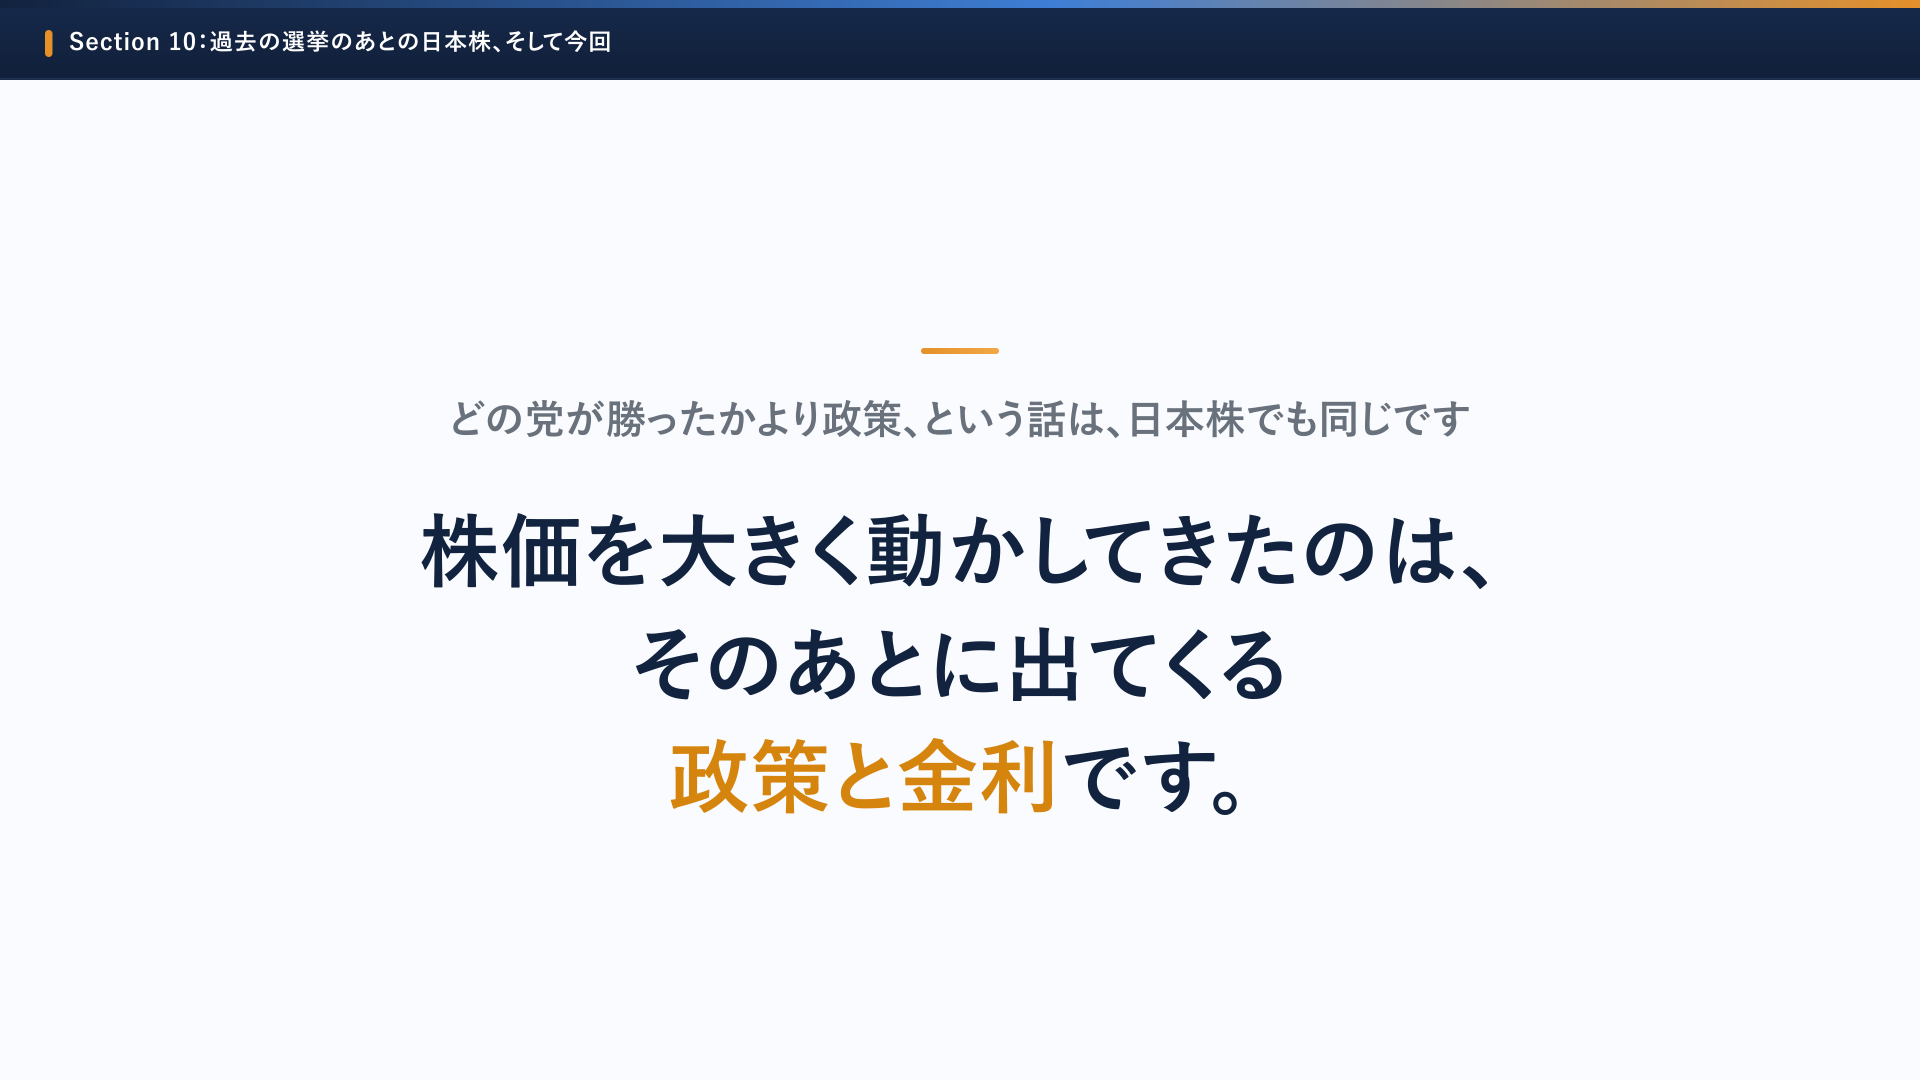 Section 10：過去の選挙のあとの日本株、そして今回
どの党が勝ったかより政策、という話は、日本株でも同じです
株価を大きく動かしてきたのは、
そのあとに出てくる
政策と金利です。